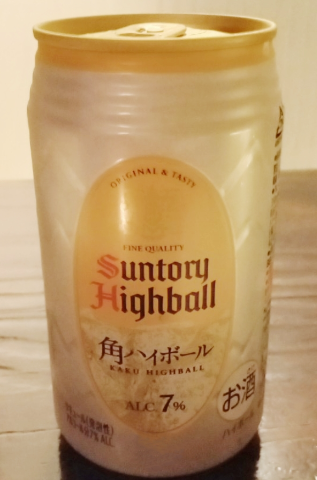 ORIGINAL & TASTY
FINE QUALITY
Suntory
Highball
角ハイボール
KAKU HIGHBALL
ALC.7%
お酒